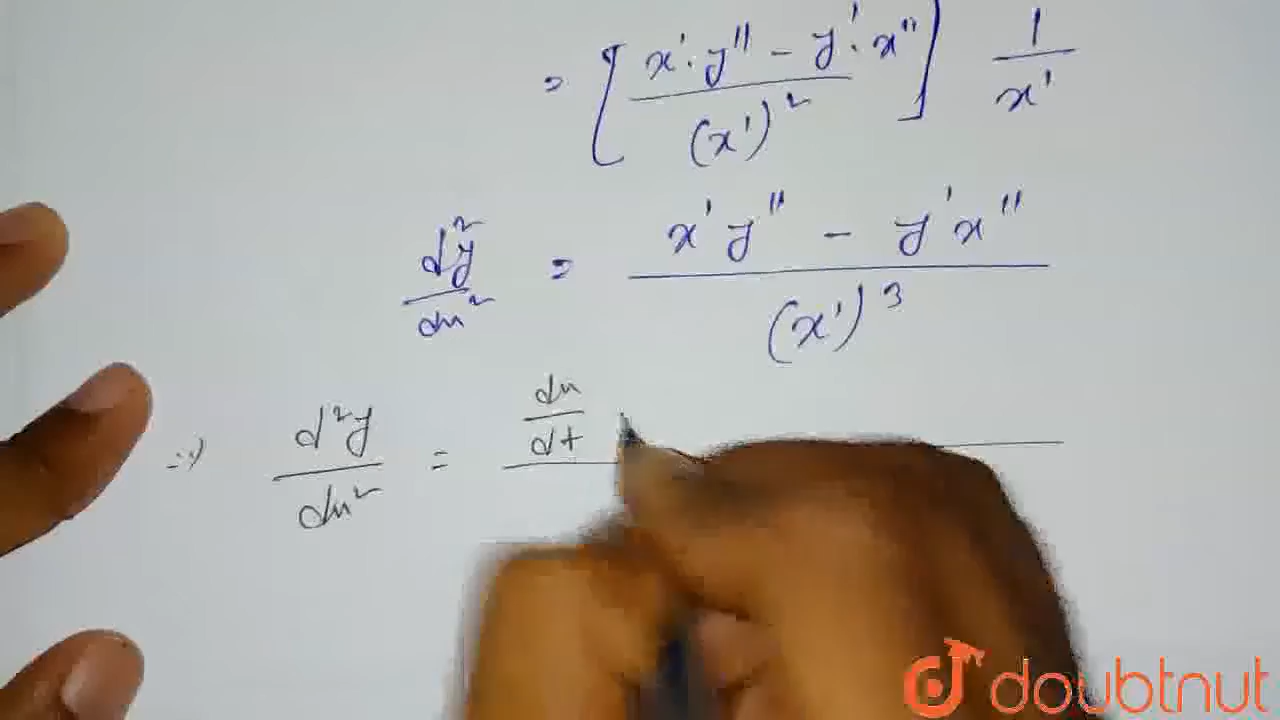 = [ x'.y" - y'.x" / (x')² ] 1/x'
d²y/dx² = x'y" - y'x" / (x')³
=> d²y/dx² = dx/dt
doubtnut